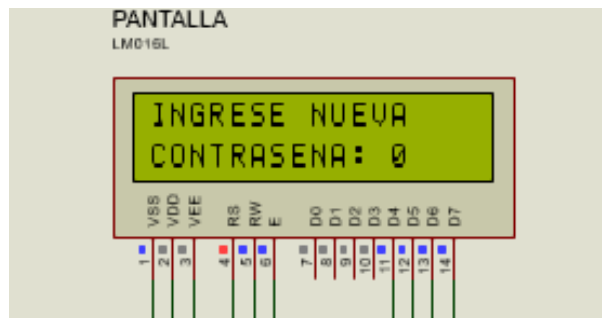 PANTALLA
LM016L
INGRESE NUEVA
CONTRASENA: 0
VSS VDD VEE RS RW E D0 D1 D2 D3 D4 D5 D6 D7
1 2 3 4 5 6 7 8 9 10 11 12 13 14